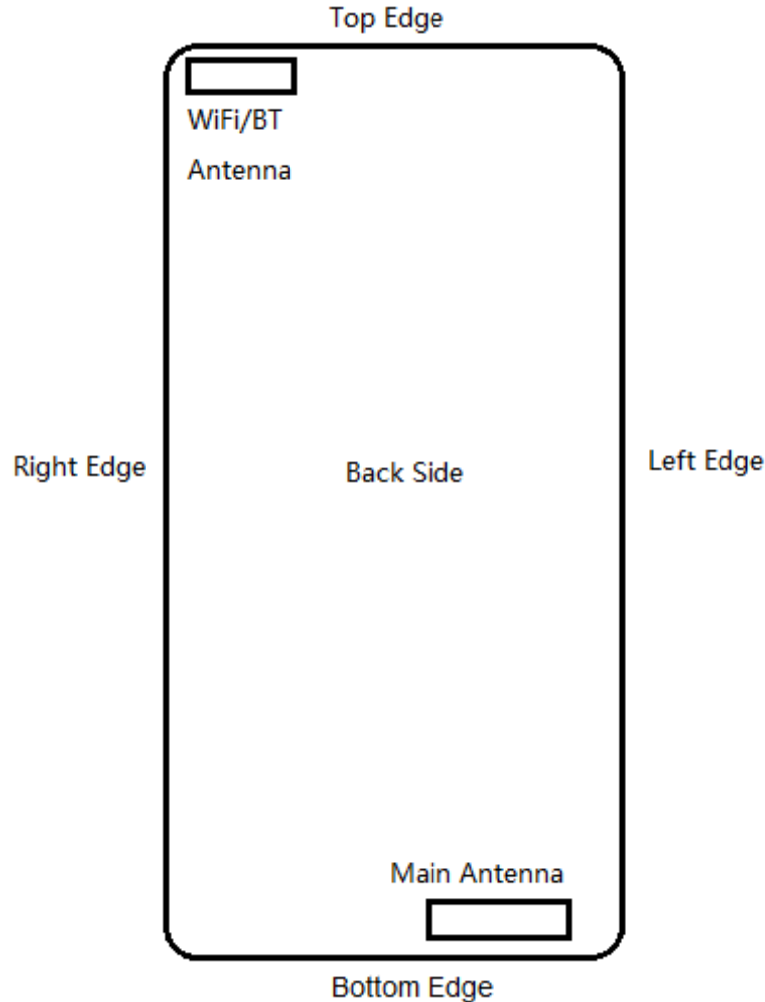 Top Edge
WiFi/BT
Antenna
Right Edge
Back Side
Left Edge
Main Antenna
Bottom Edge